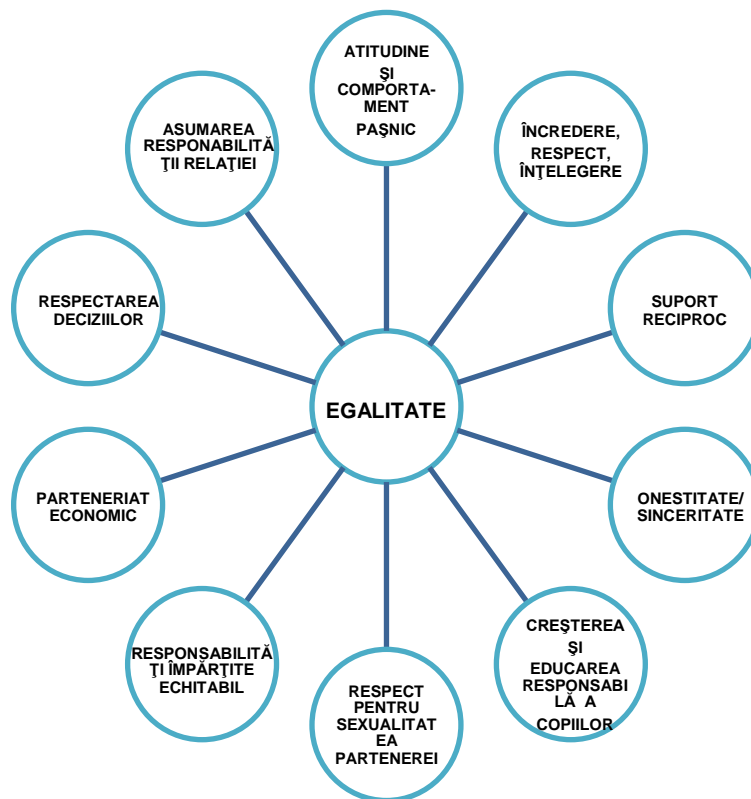 ATITUDINE
ŞI
COMPORTA-
MENT
PAŞNIC
ÎNCREDERE,
RESPECT,
ÎNŢELEGERE
SUPORT
RECIPROC
ONESTITATE/
SINCERITATE
CREŞTEREA
ŞI
EDUCAREA
RESPONSABI
LĂ A
COPIILOR
RESPECT
PENTRU
SEXUALITAT
EA
PARTENEREI
RESPONSABILITĂ
ŢI ÎMPĂRŢITE
ECHITABIL
PARTENERIAT
ECONOMIC
RESPECTAREA
DECIZIILOR
ASUMAREA
RESPONABILITĂ
ŢII RELAŢIEI
EGALITATE